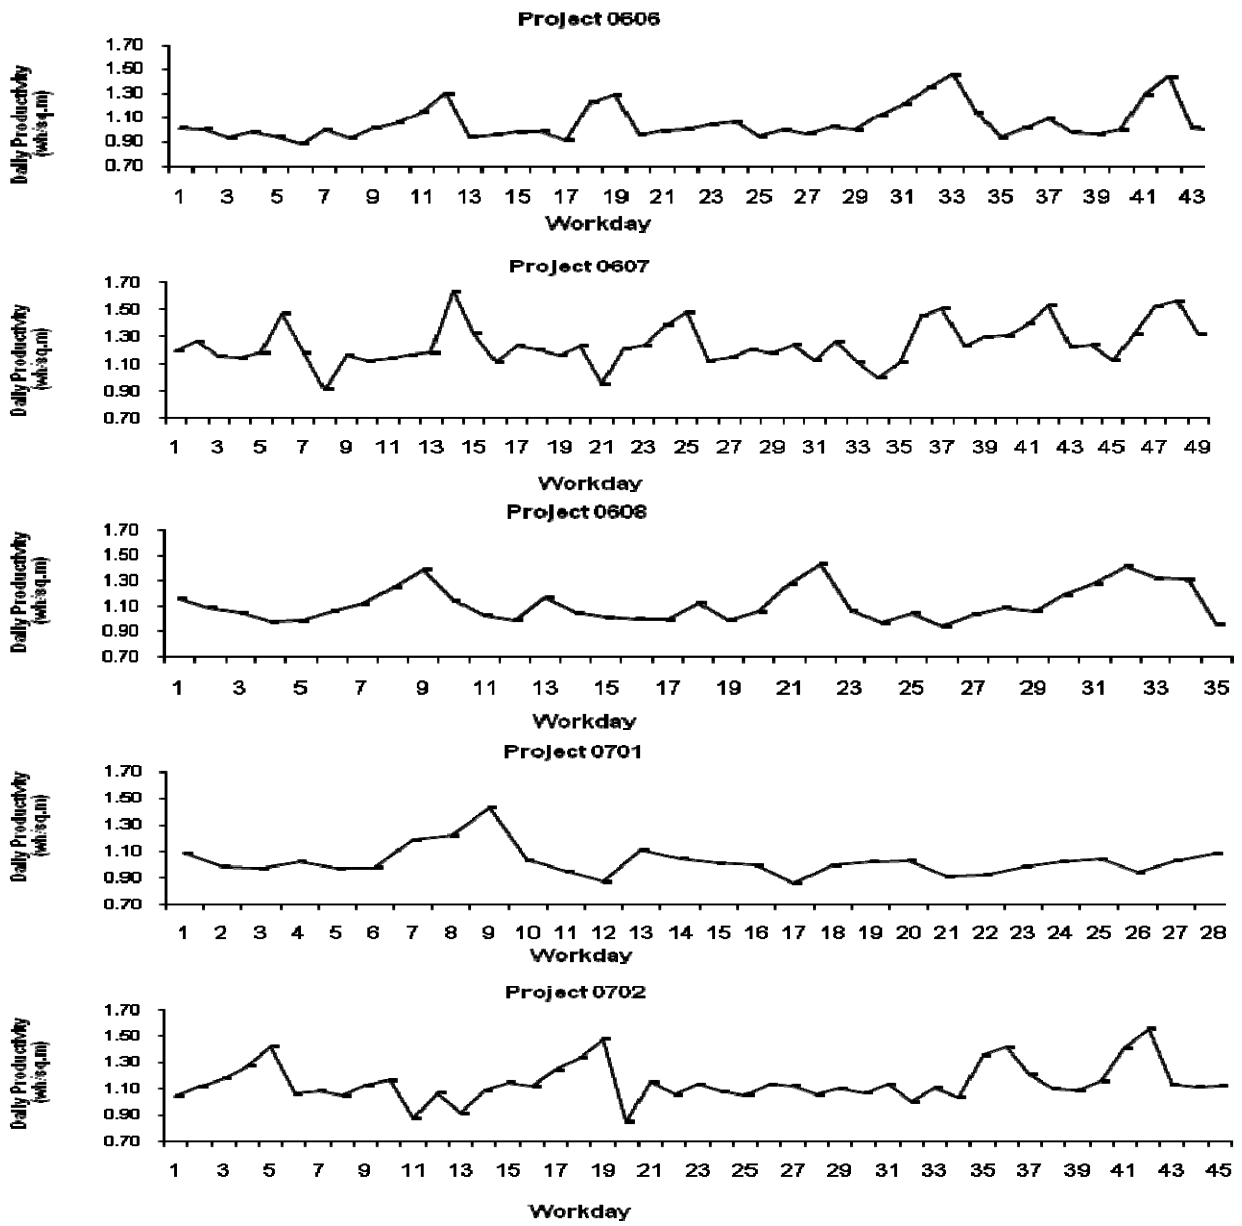 Project 0606
Daily Productivity
(wh/sq.m)
1.70
1.50
1.30
1.10
0.90
0.70
1 3 5 7 9 11 13 15 17 19 21 23 25 27 29 31 33 35 37 39 41 43
Workday
Project 0607
Daily Productivity
(wh/sq.m)
1.70
1.50
1.30
1.10
0.90
0.70
1 3 5 7 9 11 13 15 17 19 21 23 25 27 29 31 33 35 37 39 41 43 45 47 49
Workday
Project 0608
Daily Productivity
(wh/sq.m)
1.70
1.50
1.30
1.10
0.90
0.70
1 3 5 7 9 11 13 15 17 19 21 23 25 27 29 31 33 35
Workday
Project 0701
Daily Productivity
(wh/sq.m)
1.70
1.50
1.30
1.10
0.90
0.70
1 2 3 4 5 6 7 8 9 10 11 12 13 14 15 16 17 18 19 20 21 22 23 24 25 26 27 28
Workday
Project 0702
Daily Productivity
(wh/sq.m)
1.70
1.50
1.30
1.10
0.90
0.70
1 3 5 7 9 11 13 15 17 19 21 23 25 27 29 31 33 35 37 39 41 43 45
Workday